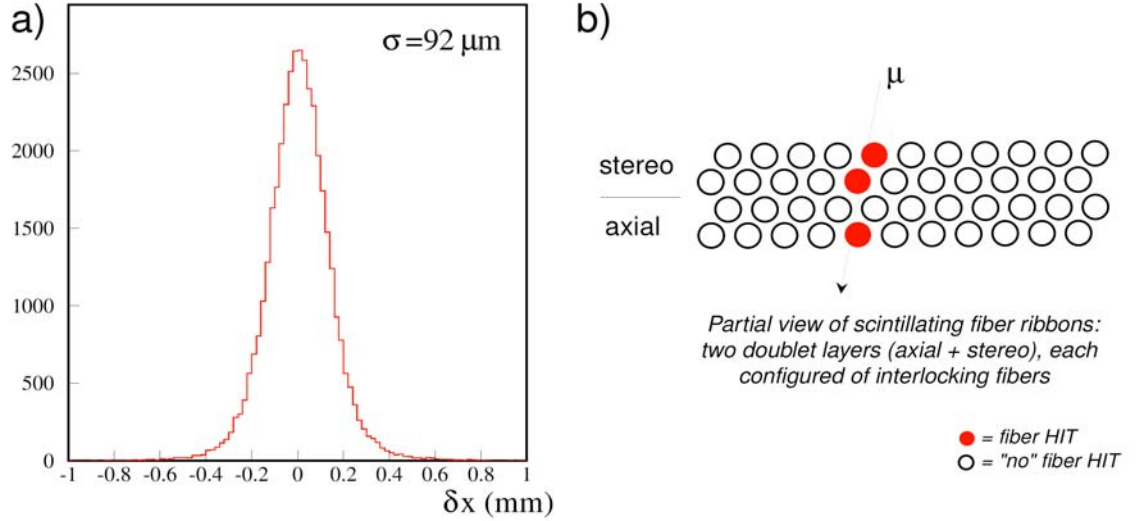 a)
σ=92 μm
2500
2000
1500
1000
500
0
-1 -0.8 -0.6 -0.4 -0.2 0 0.2 0.4 0.6 0.8 1
δx (mm)
b)
μ
stereo
axial
Partial view of scintillating fiber ribbons:
two doublet layers (axial + stereo), each
configured of interlocking fibers
= fiber HIT
= "no" fiber HIT